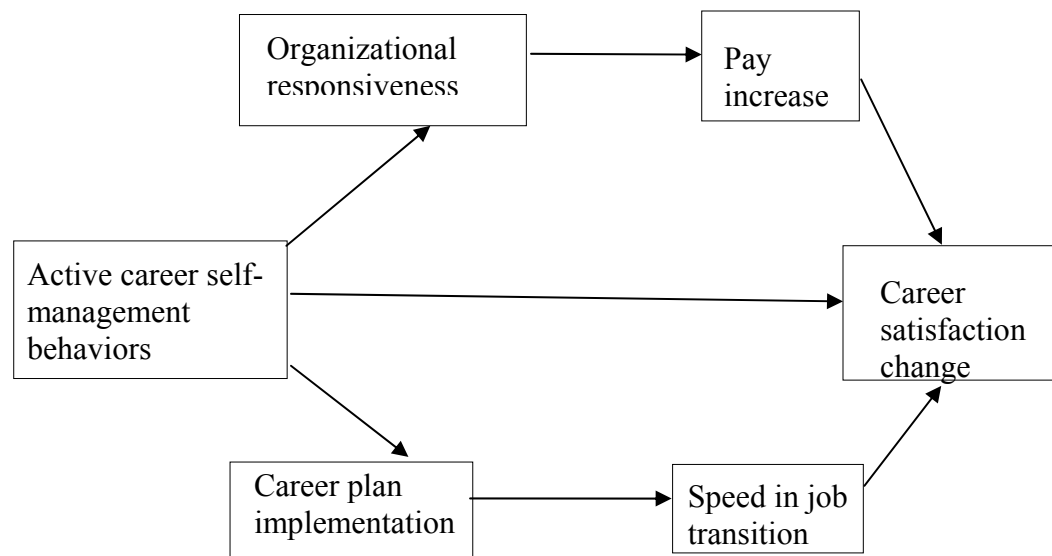 Organizational
responsiveness
Pay
increase
Active career self-
management
behaviors
Career
satisfaction
change
Career plan
implementation
Speed in job
transition